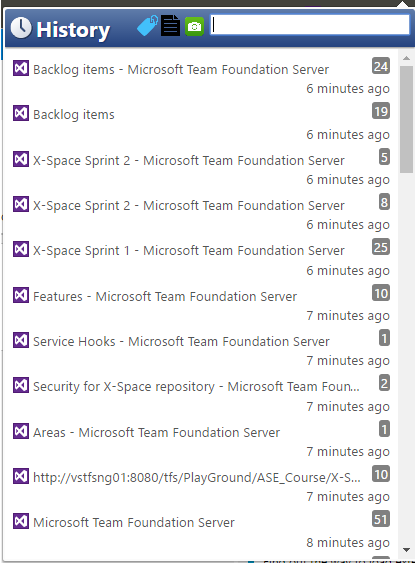 History
Backlog items - Microsoft Team Foundation Server 24
6 minutes ago
Backlog items 19
6 minutes ago
X-Space Sprint 2 - Microsoft Team Foundation Server 5
6 minutes ago
X-Space Sprint 2 - Microsoft Team Foundation Server 8
6 minutes ago
X-Space Sprint 1 - Microsoft Team Foundation Server 25
6 minutes ago
Features - Microsoft Team Foundation Server 10
7 minutes ago
Service Hooks - Microsoft Team Foundation Server 1
7 minutes ago
Security for X-Space repository - Microsoft Team Foun... 2
7 minutes ago
Areas - Microsoft Team Foundation Server 1
7 minutes ago
http://vstfsng01:8080/tfs/PlayGround/ASE_Course/X-S... 10
7 minutes ago
Microsoft Team Foundation Server 51
8 minutes ago